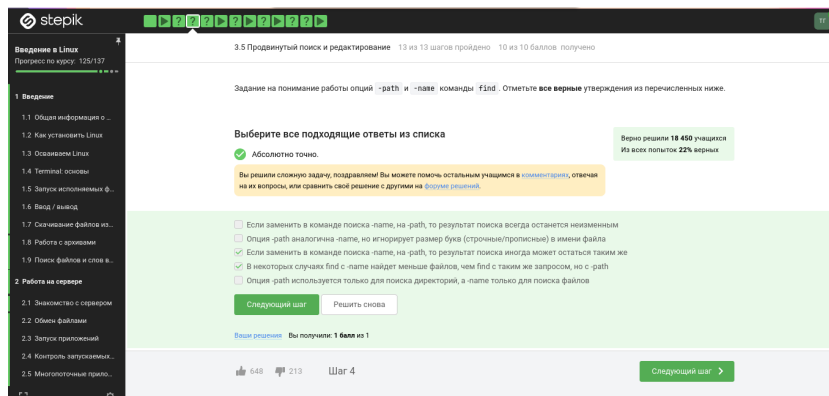 stepik
Введение в Linux
Прогресс по курсу: 125/137
1 Введение
1.1 Общая информация о ...
1.2 Как установить Linux
1.3 Осваиваем Linux
1.4 Terminal: основы
1.5 Запуск исполняемых ф...
1.6 Ввод / вывод
1.7 Скачивание файлов из...
1.8 Работа с архивами
1.9 Поиск файлов и слов в...
2 Работа на сервере
2.1 Знакомство с сервером
2.2 Обмен файлами
2.3 Запуск приложений
2.4 Контроль запускаемых...
2.5 Многопоточные прило...
3.5 Продвинутый поиск и редактирование 13 из 13 шагов пройдено 10 из 10 баллов получено
Задание на понимание работы опций -path и -name команды find. Отметьте все верные утверждения из перечисленных ниже.
Выберите все подходящие ответы из списка
Абсолютно точно.
Верно решили 18 450 учащихся
Из всех попыток 22% верных
Вы решили сложную задачу, поздравляем! Вы можете помочь остальным учащимся в комментариях, отвечая
на их вопросы, или сравнить своё решение с другими на форуме решений.
Если заменить в команде поиска -name, на -path, то результат поиска всегда останется неизменным
Опция -path аналогична -name, но игнорирует размер букв (строчные/прописные) в имени файла
Если заменить в команде поиска -name, на -path, то результат поиска иногда может остаться таким же
В некоторых случаях find с -name найдет меньше файлов, чем find с таким же запросом, но с -path
Опция -path используется только для поиска директорий, а -name только для поиска файлов
Следующий шаг Решить снова
Ваши решения Вы получили: 1 балл из 1
648 213 Шаг 4 Следующий шаг